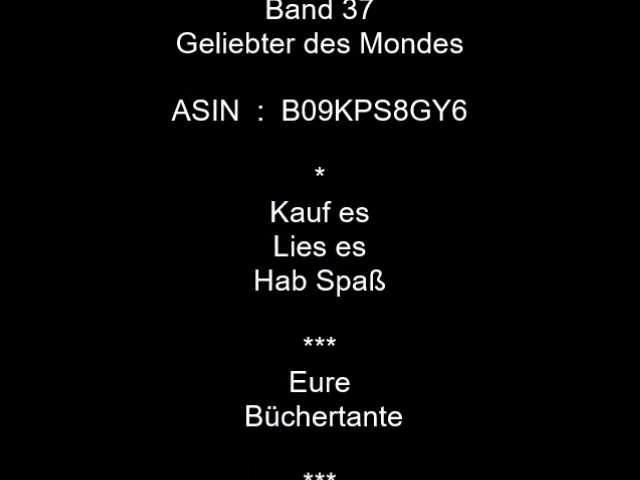 Band 37
Geliebter des Mondes
ASIN : B09KPS8GY6
*
Kauf es
Lies es
Hab Spaß
***
Eure
Büchertante
***